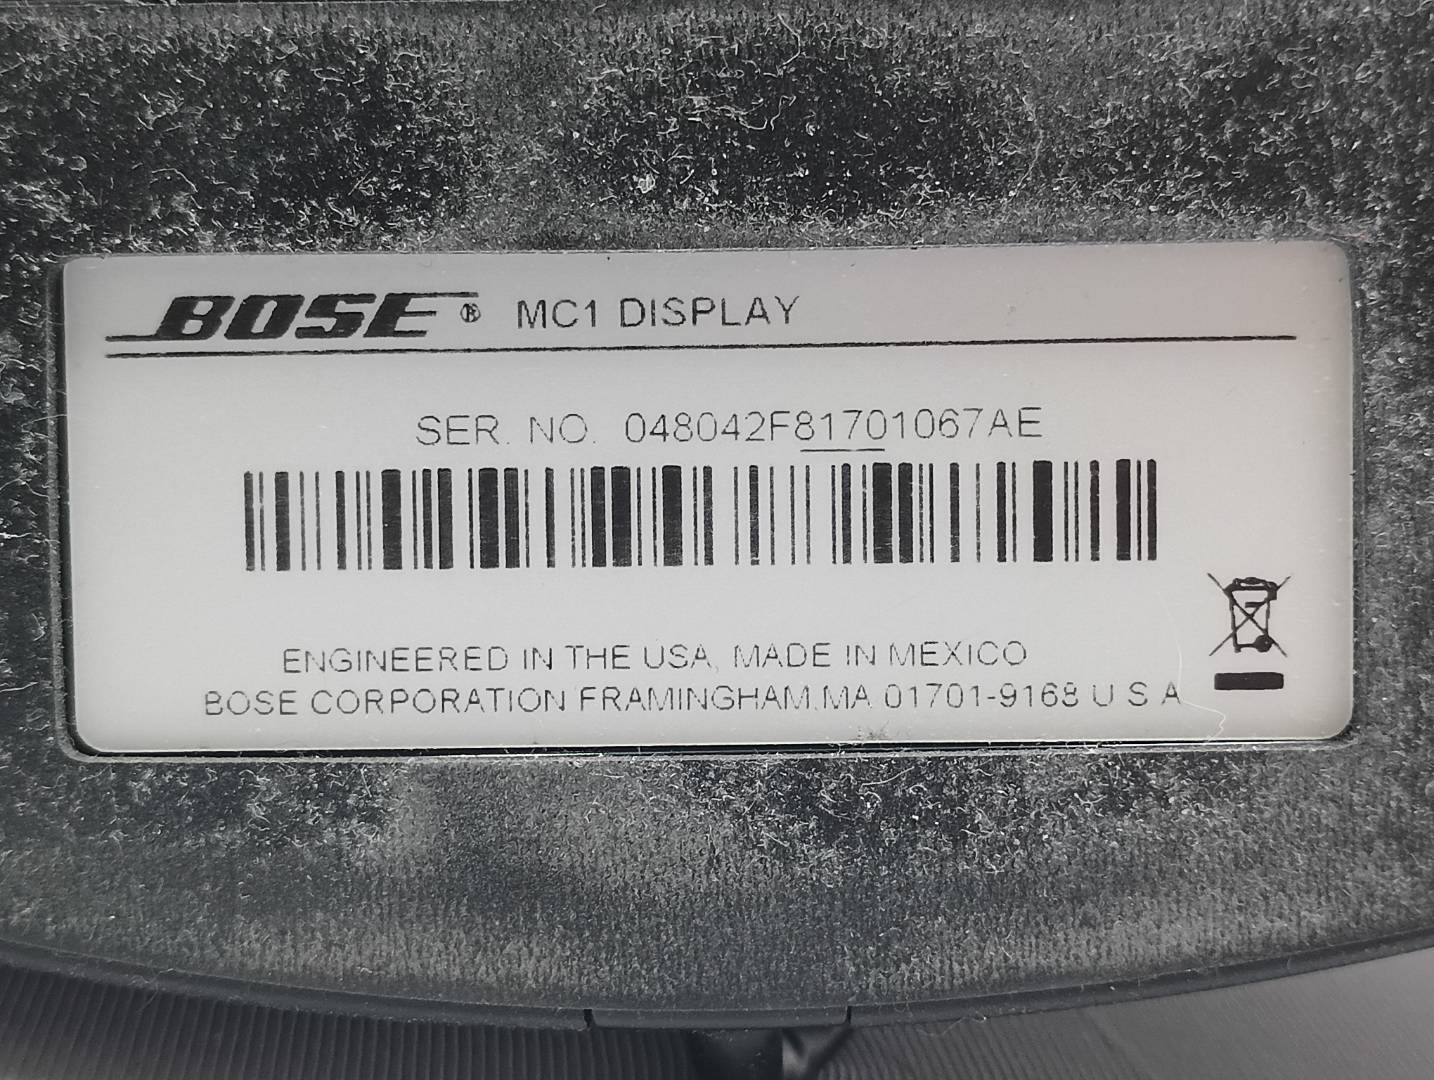 BOSE® MC1 DISPLAY
SER. NO. 048042F81701067AE
ENGINEERED IN THE USA, MADE IN MEXICO
BOSE CORPORATION FRAMINGHAM, MA 01701-9168 U S A